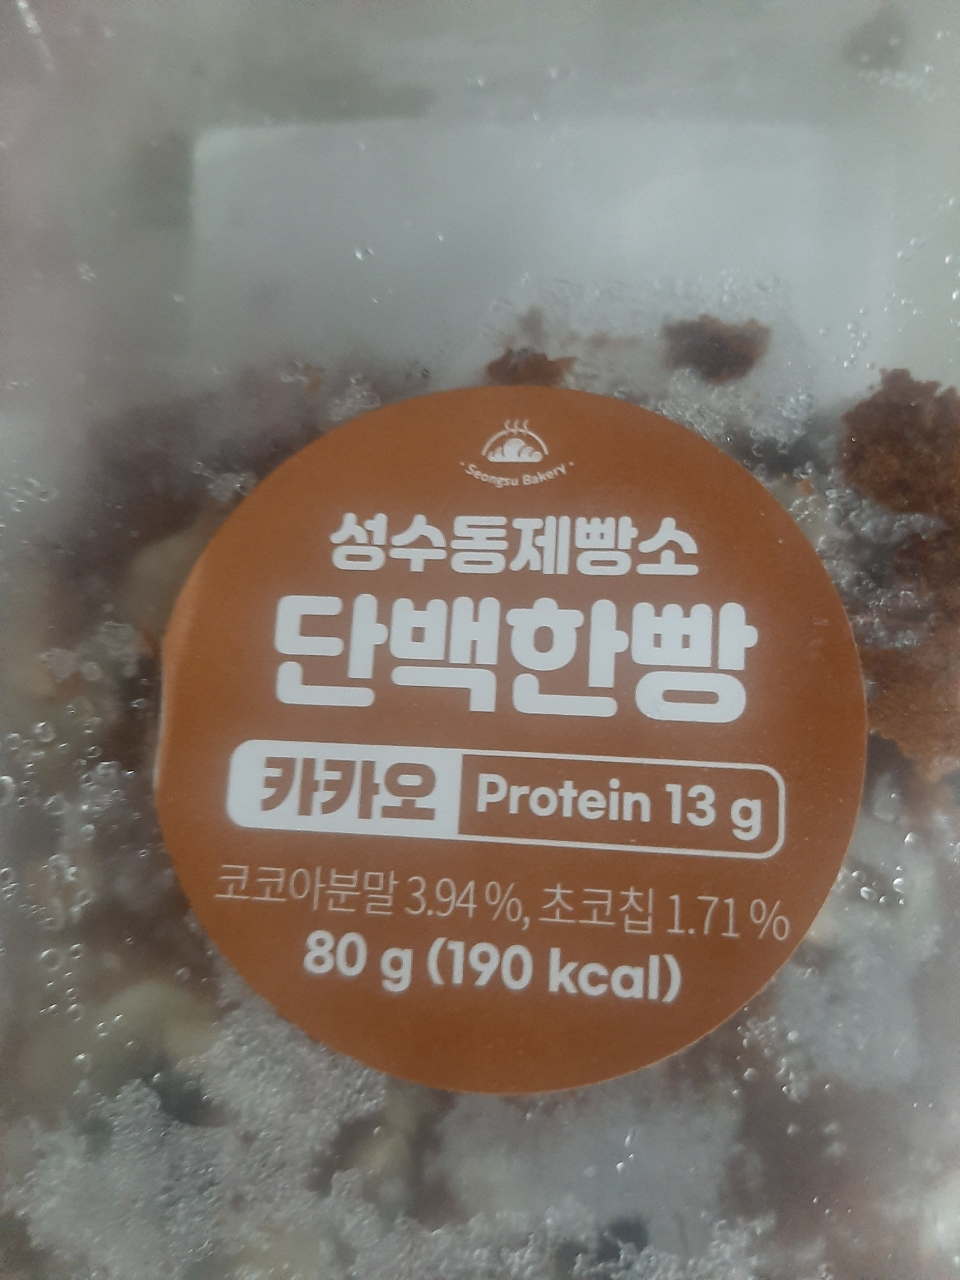 Seongsu Bakery
성수동제빵소
단백한빵
카카오 Protein 13 g
코코아분말 3.94 %, 초코칩 1.71 %
80 g (190 kcal)